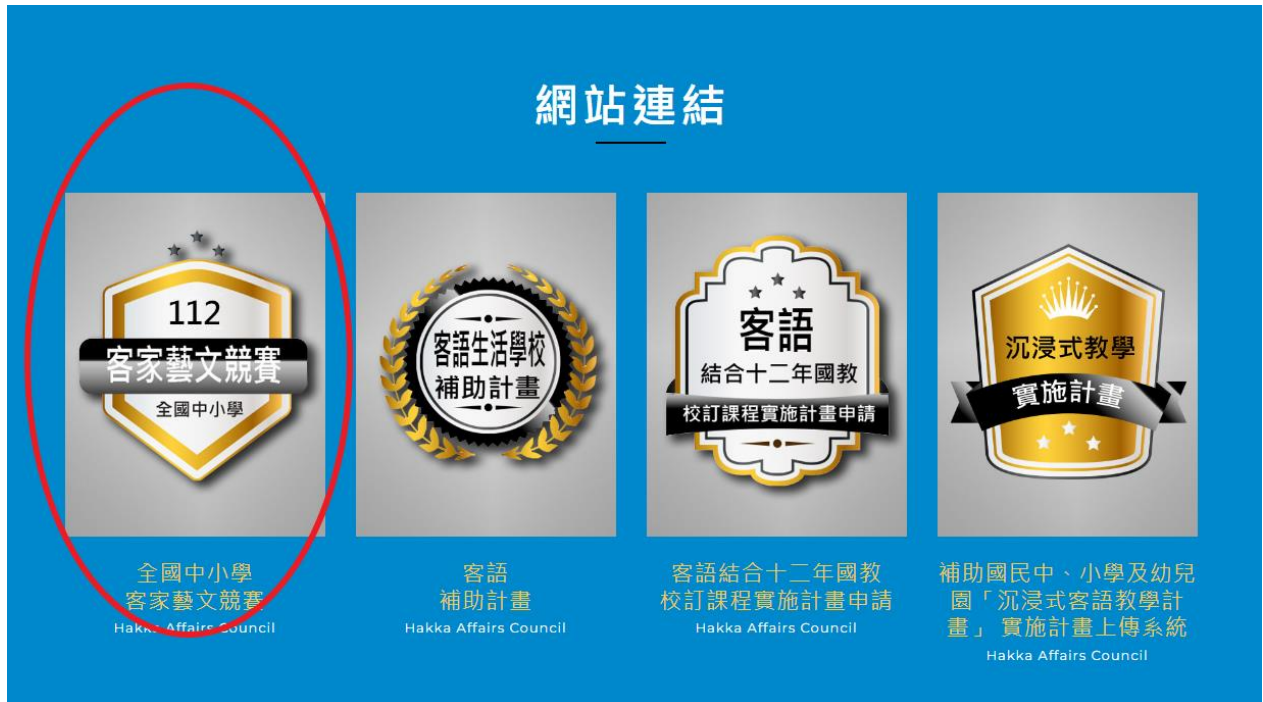 網站連結
112
客家藝文競賽
全國中小學
客語生活學校
補助計畫
客語
結合十二年國教
校訂課程實施計畫申請
沉浸式教學
實施計畫
全國中小學
客家藝文競賽
Hakka Affairs Council
客語
補助計畫
Hakka Affairs Council
客語結合十二年國教
校訂課程實施計畫申請
Hakka Affairs Council
補助國民中、小學及幼兒
園「沉浸式客語教學計
畫」 實施計畫上傳系統
Hakka Affairs Council